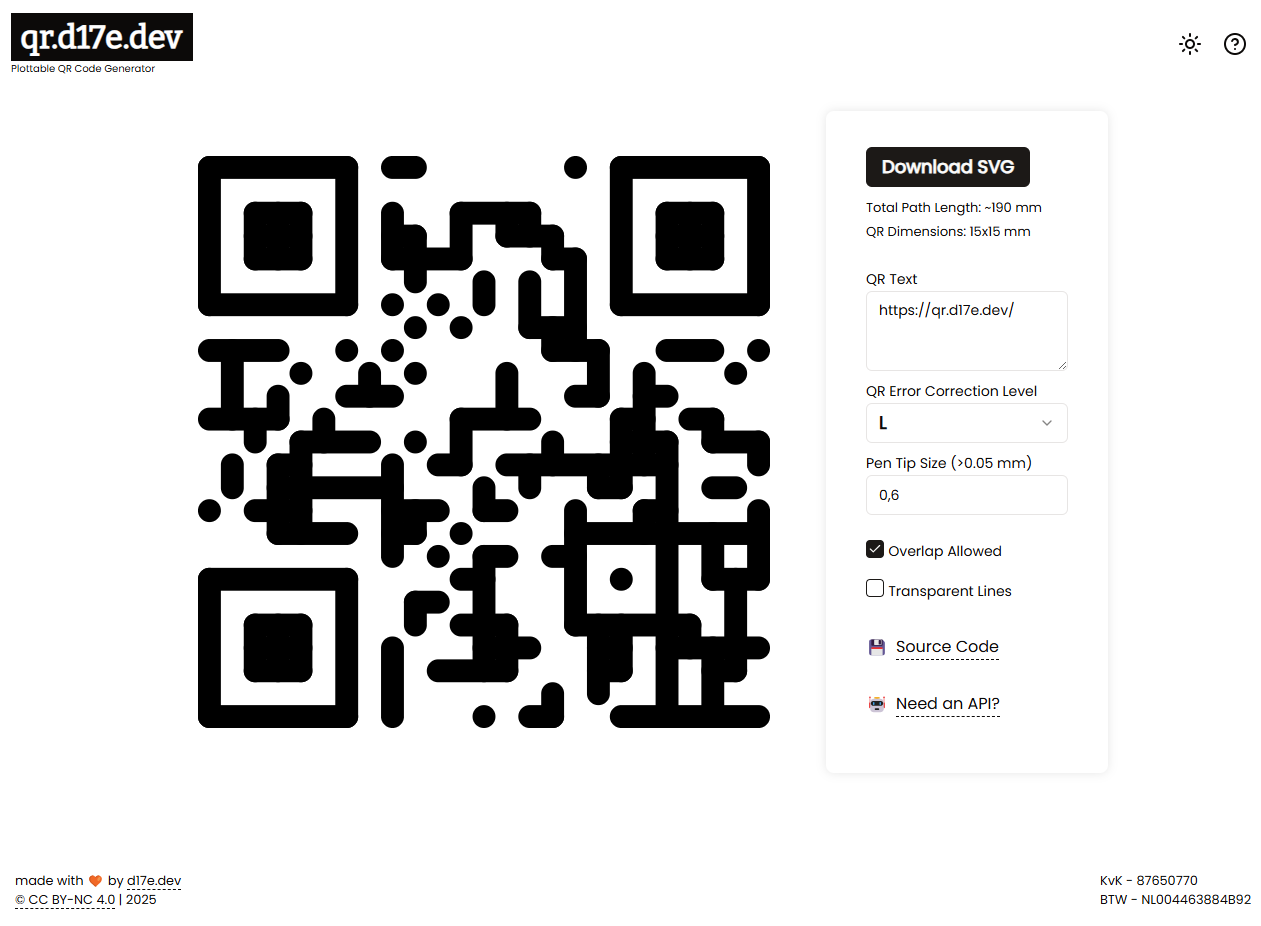 qr.d17e.dev
Plottable QR Code Generator
Download SVG
Total Path Length: ~190 mm
QR Dimensions: 15x15 mm
QR Text
https://qr.d17e.dev/
QR Error Correction Level
L
Pen Tip Size (>0.05 mm)
0,6
Overlap Allowed
Transparent Lines
💾 Source Code
🤖 Need an API?
made with 🧡 by d17e.dev
© CC BY-NC 4.0 | 2025
KvK - 87650770
BTW - NL004463884B92